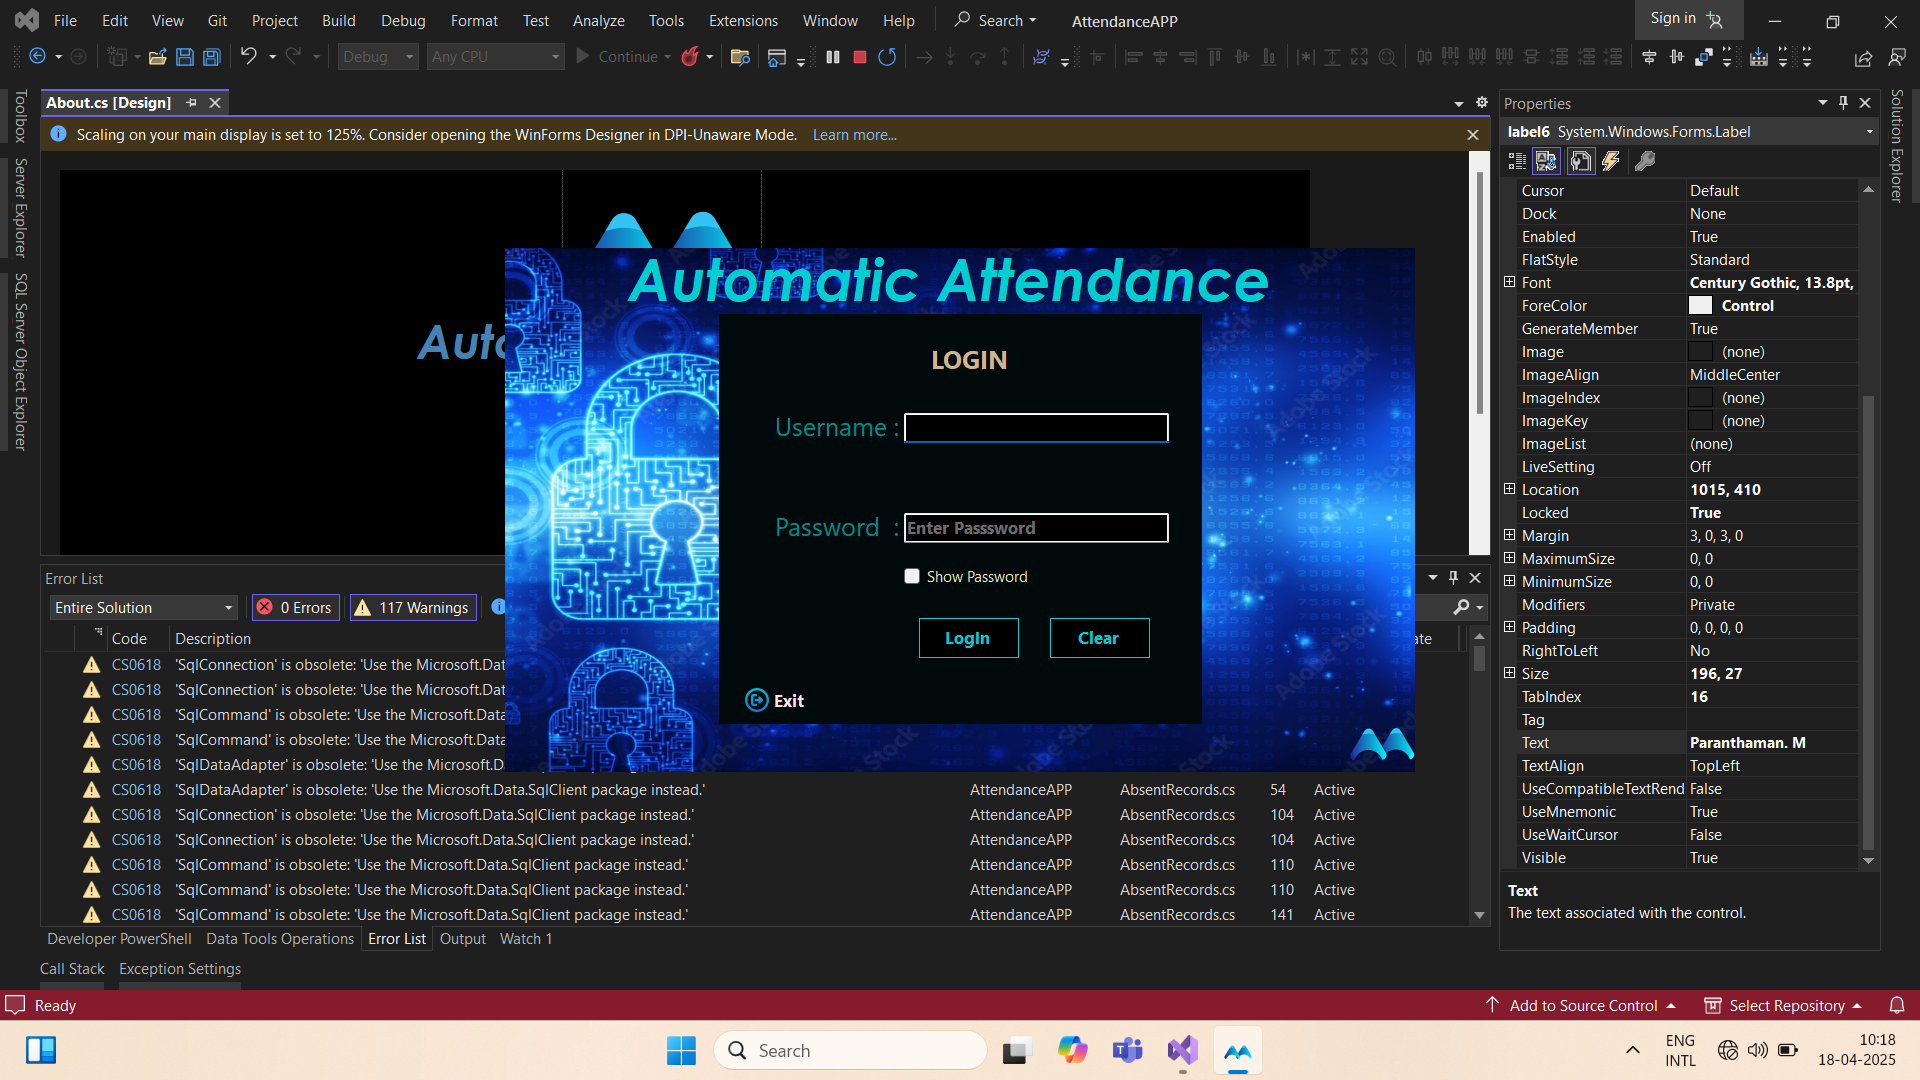 File Edit View Git Project Build Debug Format Test Analyze Tools Extensions Window Help Search AttendanceAPP Sign in
Debug Any CPU Continue
Toolbox
Server Explorer
SQL Server Object Explorer
About.cs [Design]
Scaling on your main display is set to 125%. Consider opening the WinForms Designer in DPI-Unaware Mode. Learn more...
Automatic Attendance
LOGIN
Username :
Password :
Enter Passsword
Show Password
LogIn Clear
Exit
Adobe Stock
Error List
Entire Solution 0 Errors 117 Warnings
Code Description
CS0618 'SqlConnection' is obsolete: 'Use the Microsoft.Data
CS0618 'SqlConnection' is obsolete: 'Use the Microsoft.Data
CS0618 'SqlCommand' is obsolete: 'Use the Microsoft.Data
CS0618 'SqlCommand' is obsolete: 'Use the Microsoft.Data
CS0618 'SqlDataAdapter' is obsolete: 'Use the Microsoft.Da
CS0618 'SqlDataAdapter' is obsolete: 'Use the Microsoft.Data.SqlClient package instead.' AttendanceAPP AbsentRecords.cs 54 Active
CS0618 'SqlConnection' is obsolete: 'Use the Microsoft.Data.SqlClient package instead.' AttendanceAPP AbsentRecords.cs 104 Active
CS0618 'SqlConnection' is obsolete: 'Use the Microsoft.Data.SqlClient package instead.' AttendanceAPP AbsentRecords.cs 104 Active
CS0618 'SqlCommand' is obsolete: 'Use the Microsoft.Data.SqlClient package instead.' AttendanceAPP AbsentRecords.cs 110 Active
CS0618 'SqlCommand' is obsolete: 'Use the Microsoft.Data.SqlClient package instead.' AttendanceAPP AbsentRecords.cs 110 Active
CS0618 'SqlCommand' is obsolete: 'Use the Microsoft.Data.SqlClient package instead.' AttendanceAPP AbsentRecords.cs 141 Active
Developer PowerShell Data Tools Operations Error List Output Watch 1
Call Stack Exception Settings
Properties
label6 System.Windows.Forms.Label
Cursor Default
Dock None
Enabled True
FlatStyle Standard
Font Century Gothic, 13.8pt,
ForeColor Control
GenerateMember True
Image (none)
ImageAlign MiddleCenter
ImageIndex (none)
ImageKey (none)
ImageList (none)
LiveSetting Off
Location 1015, 410
Locked True
Margin 3, 0, 3, 0
MaximumSize 0, 0
MinimumSize 0, 0
Modifiers Private
Padding 0, 0, 0, 0
RightToLeft No
Size 196, 27
TabIndex 16
Tag
Text Paranthaman. M
TextAlign TopLeft
UseCompatibleTextRend False
UseMnemonic True
UseWaitCursor False
Visible True
Text
The text associated with the control.
Solution Explorer
Ready Add to Source Control Select Repository
Search ENG
INTL
10:18
18-04-2025